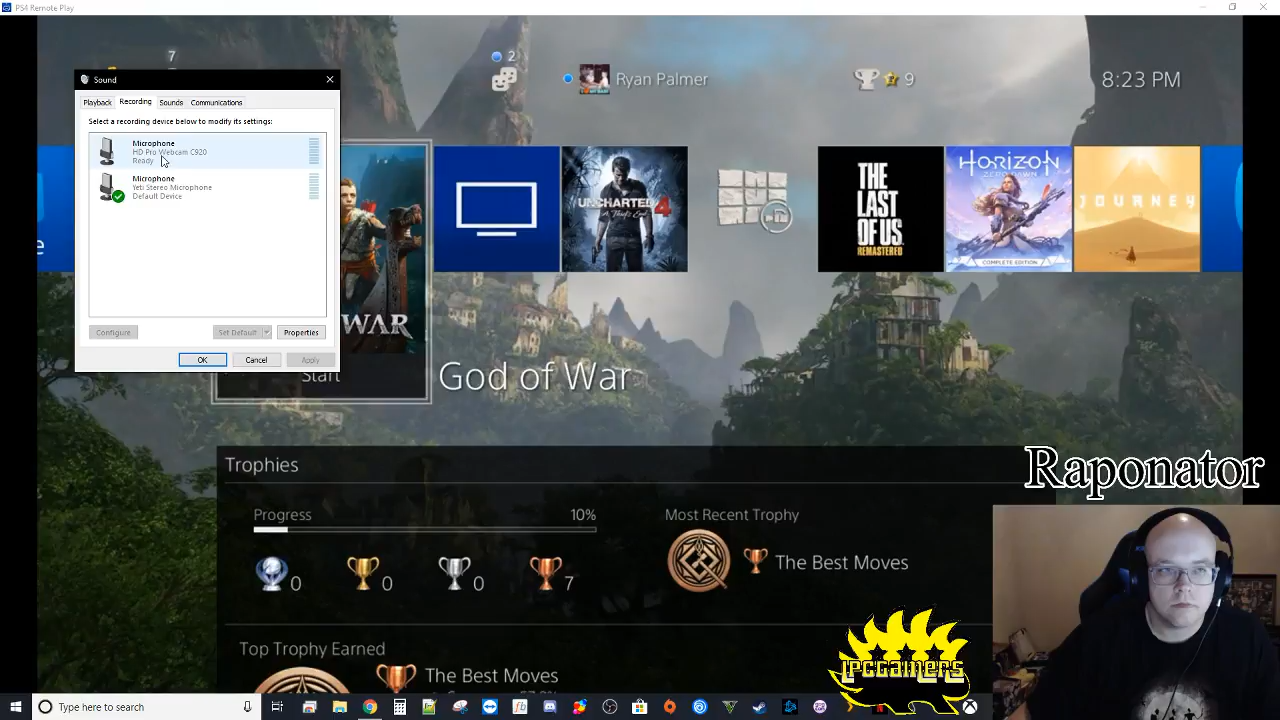 PS4 Remote Play
7
2
Ryan Palmer
9
8:23 PM
Sound
Playback
Recording
Sounds
Communications
Select a recording device below to modify its settings:
Microphone
HD Pro Webcam C920
Ready
Microphone
Yeti Stereo Microphone
Default Device
Configure
Set Default
Properties
OK
Cancel
Apply
WAR
Start
God of War
UNCHARTED 4
A Thief's End
THE
LAST
OF US
REMASTERED
HORIZON
ZERO DAWN
COMPLETE EDITION
JOURNEY
e
Trophies
Progress
10%
0
0
0
7
Most Recent Trophy
The Best Moves
Top Trophy Earned
The Best Moves
Raponator
LPCGAMERS
Type here to search